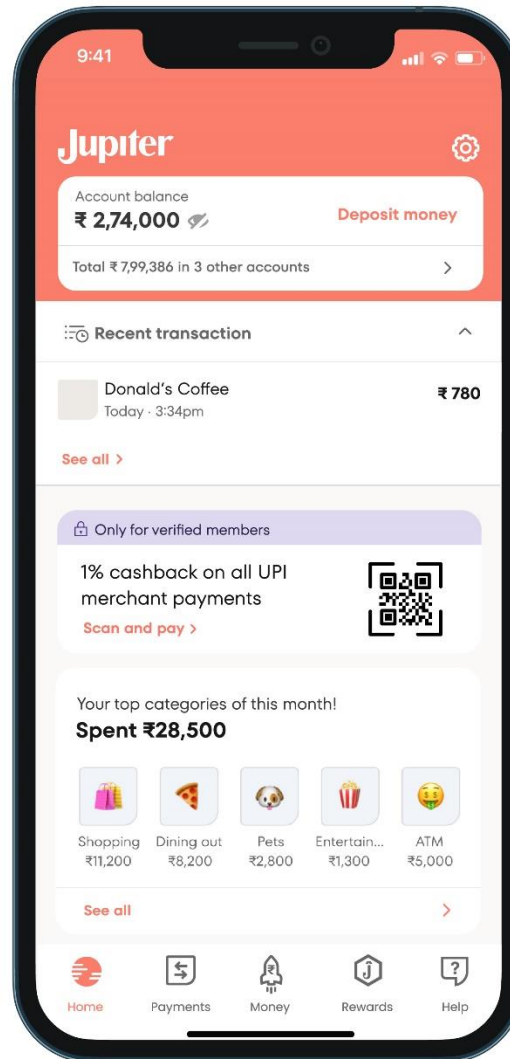 9:41
Jupiter
Account balance
₹ 2,74,000
Deposit money
Total ₹ 7,99,386 in 3 other accounts
Recent transaction
Donald's Coffee
₹ 780
Today · 3:34pm
See all >
Only for verified members
1% cashback on all UPI
merchant payments
Scan and pay >
Your top categories of this month!
Spent ₹28,500
Shopping Dining out Pets Entertain... ATM
₹11,200 ₹8,200 ₹2,800 ₹1,300 ₹5,000
See all
Home Payments Money Rewards Help